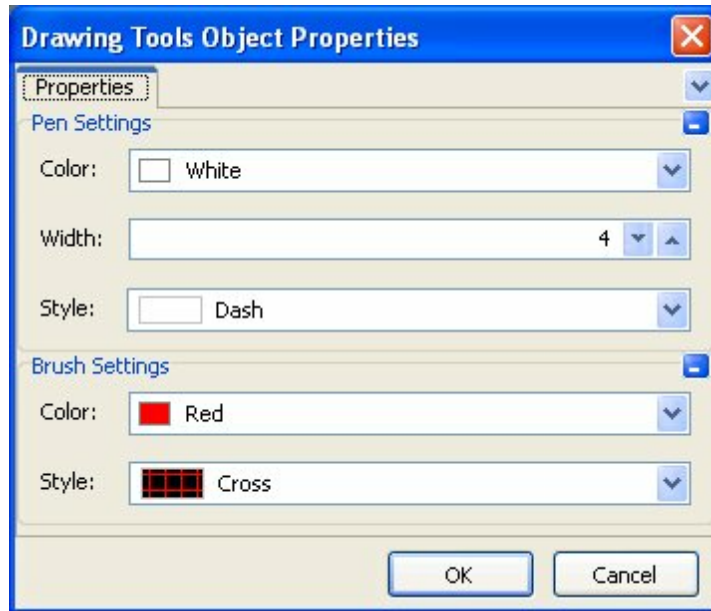 Drawing Tools Object Properties
Properties
Pen Settings
Color: White
Width: 4
Style: Dash
Brush Settings
Color: Red
Style: Cross
OK Cancel